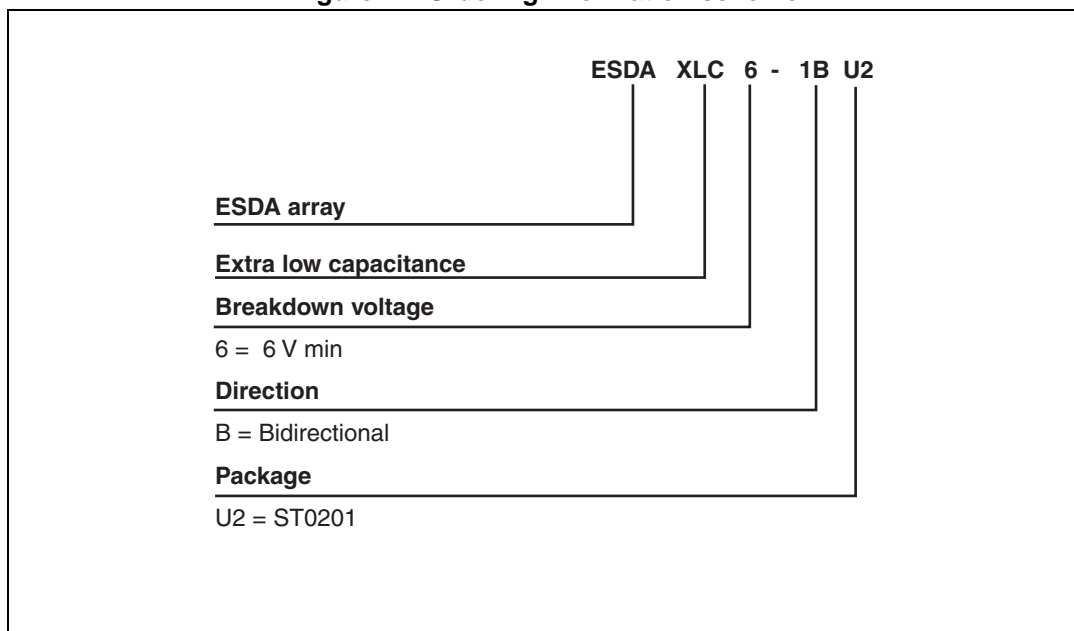 ESDA XLC 6 - 1B U2
ESDA array
Extra low capacitance
Breakdown voltage
6 = 6 V min
Direction
B = Bidirectional
Package
U2 = ST0201